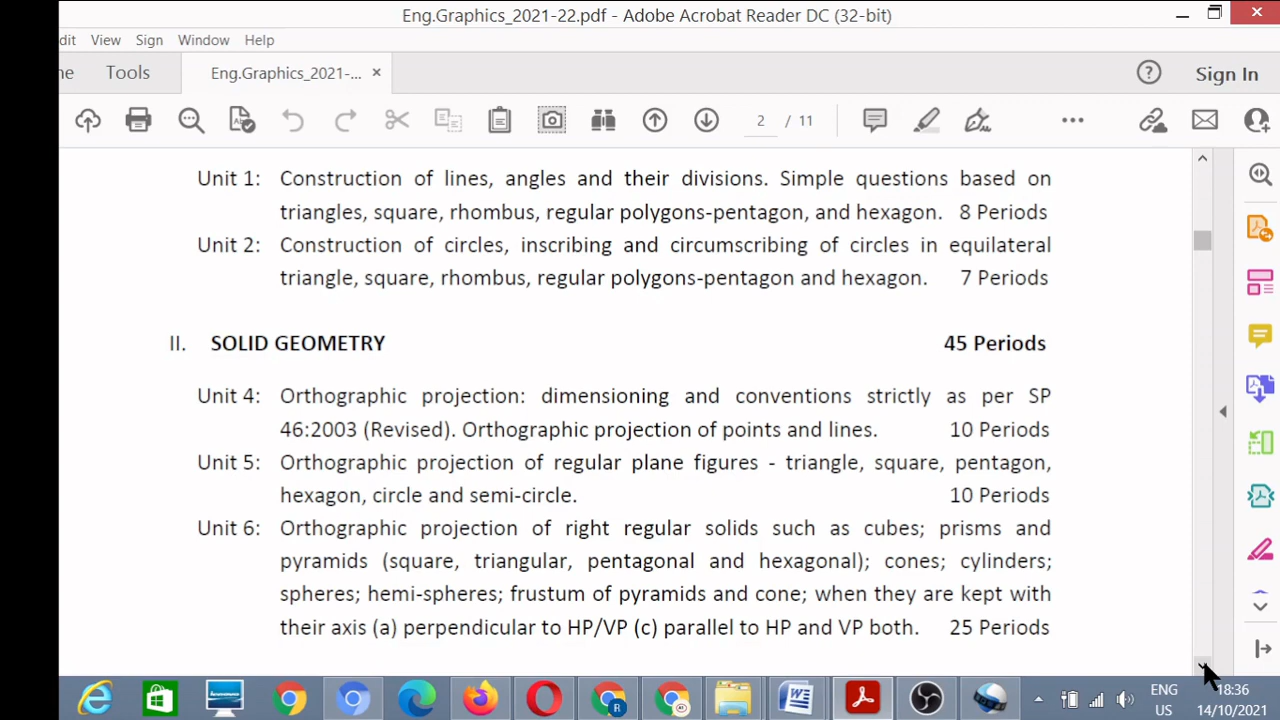 Eng.Graphics_2021-22.pdf - Adobe Acrobat Reader DC (32-bit)
dit View Sign Window Help
me Tools Eng.Graphics_2021-... × Sign In
2 / 11
Unit 1: Construction of lines, angles and their divisions. Simple questions based on
triangles, square, rhombus, regular polygons-pentagon, and hexagon. 8 Periods
Unit 2: Construction of circles, inscribing and circumscribing of circles in equilateral
triangle, square, rhombus, regular polygons-pentagon and hexagon. 7 Periods
II. SOLID GEOMETRY 45 Periods
Unit 4: Orthographic projection: dimensioning and conventions strictly as per SP
46:2003 (Revised). Orthographic projection of points and lines. 10 Periods
Unit 5: Orthographic projection of regular plane figures - triangle, square, pentagon,
hexagon, circle and semi-circle. 10 Periods
Unit 6: Orthographic projection of right regular solids such as cubes; prisms and
pyramids (square, triangular, pentagonal and hexagonal); cones; cylinders;
spheres; hemi-spheres; frustum of pyramids and cone; when they are kept with
their axis (a) perpendicular to HP/VP (c) parallel to HP and VP both. 25 Periods
ENG 18:36
US 14/10/2021